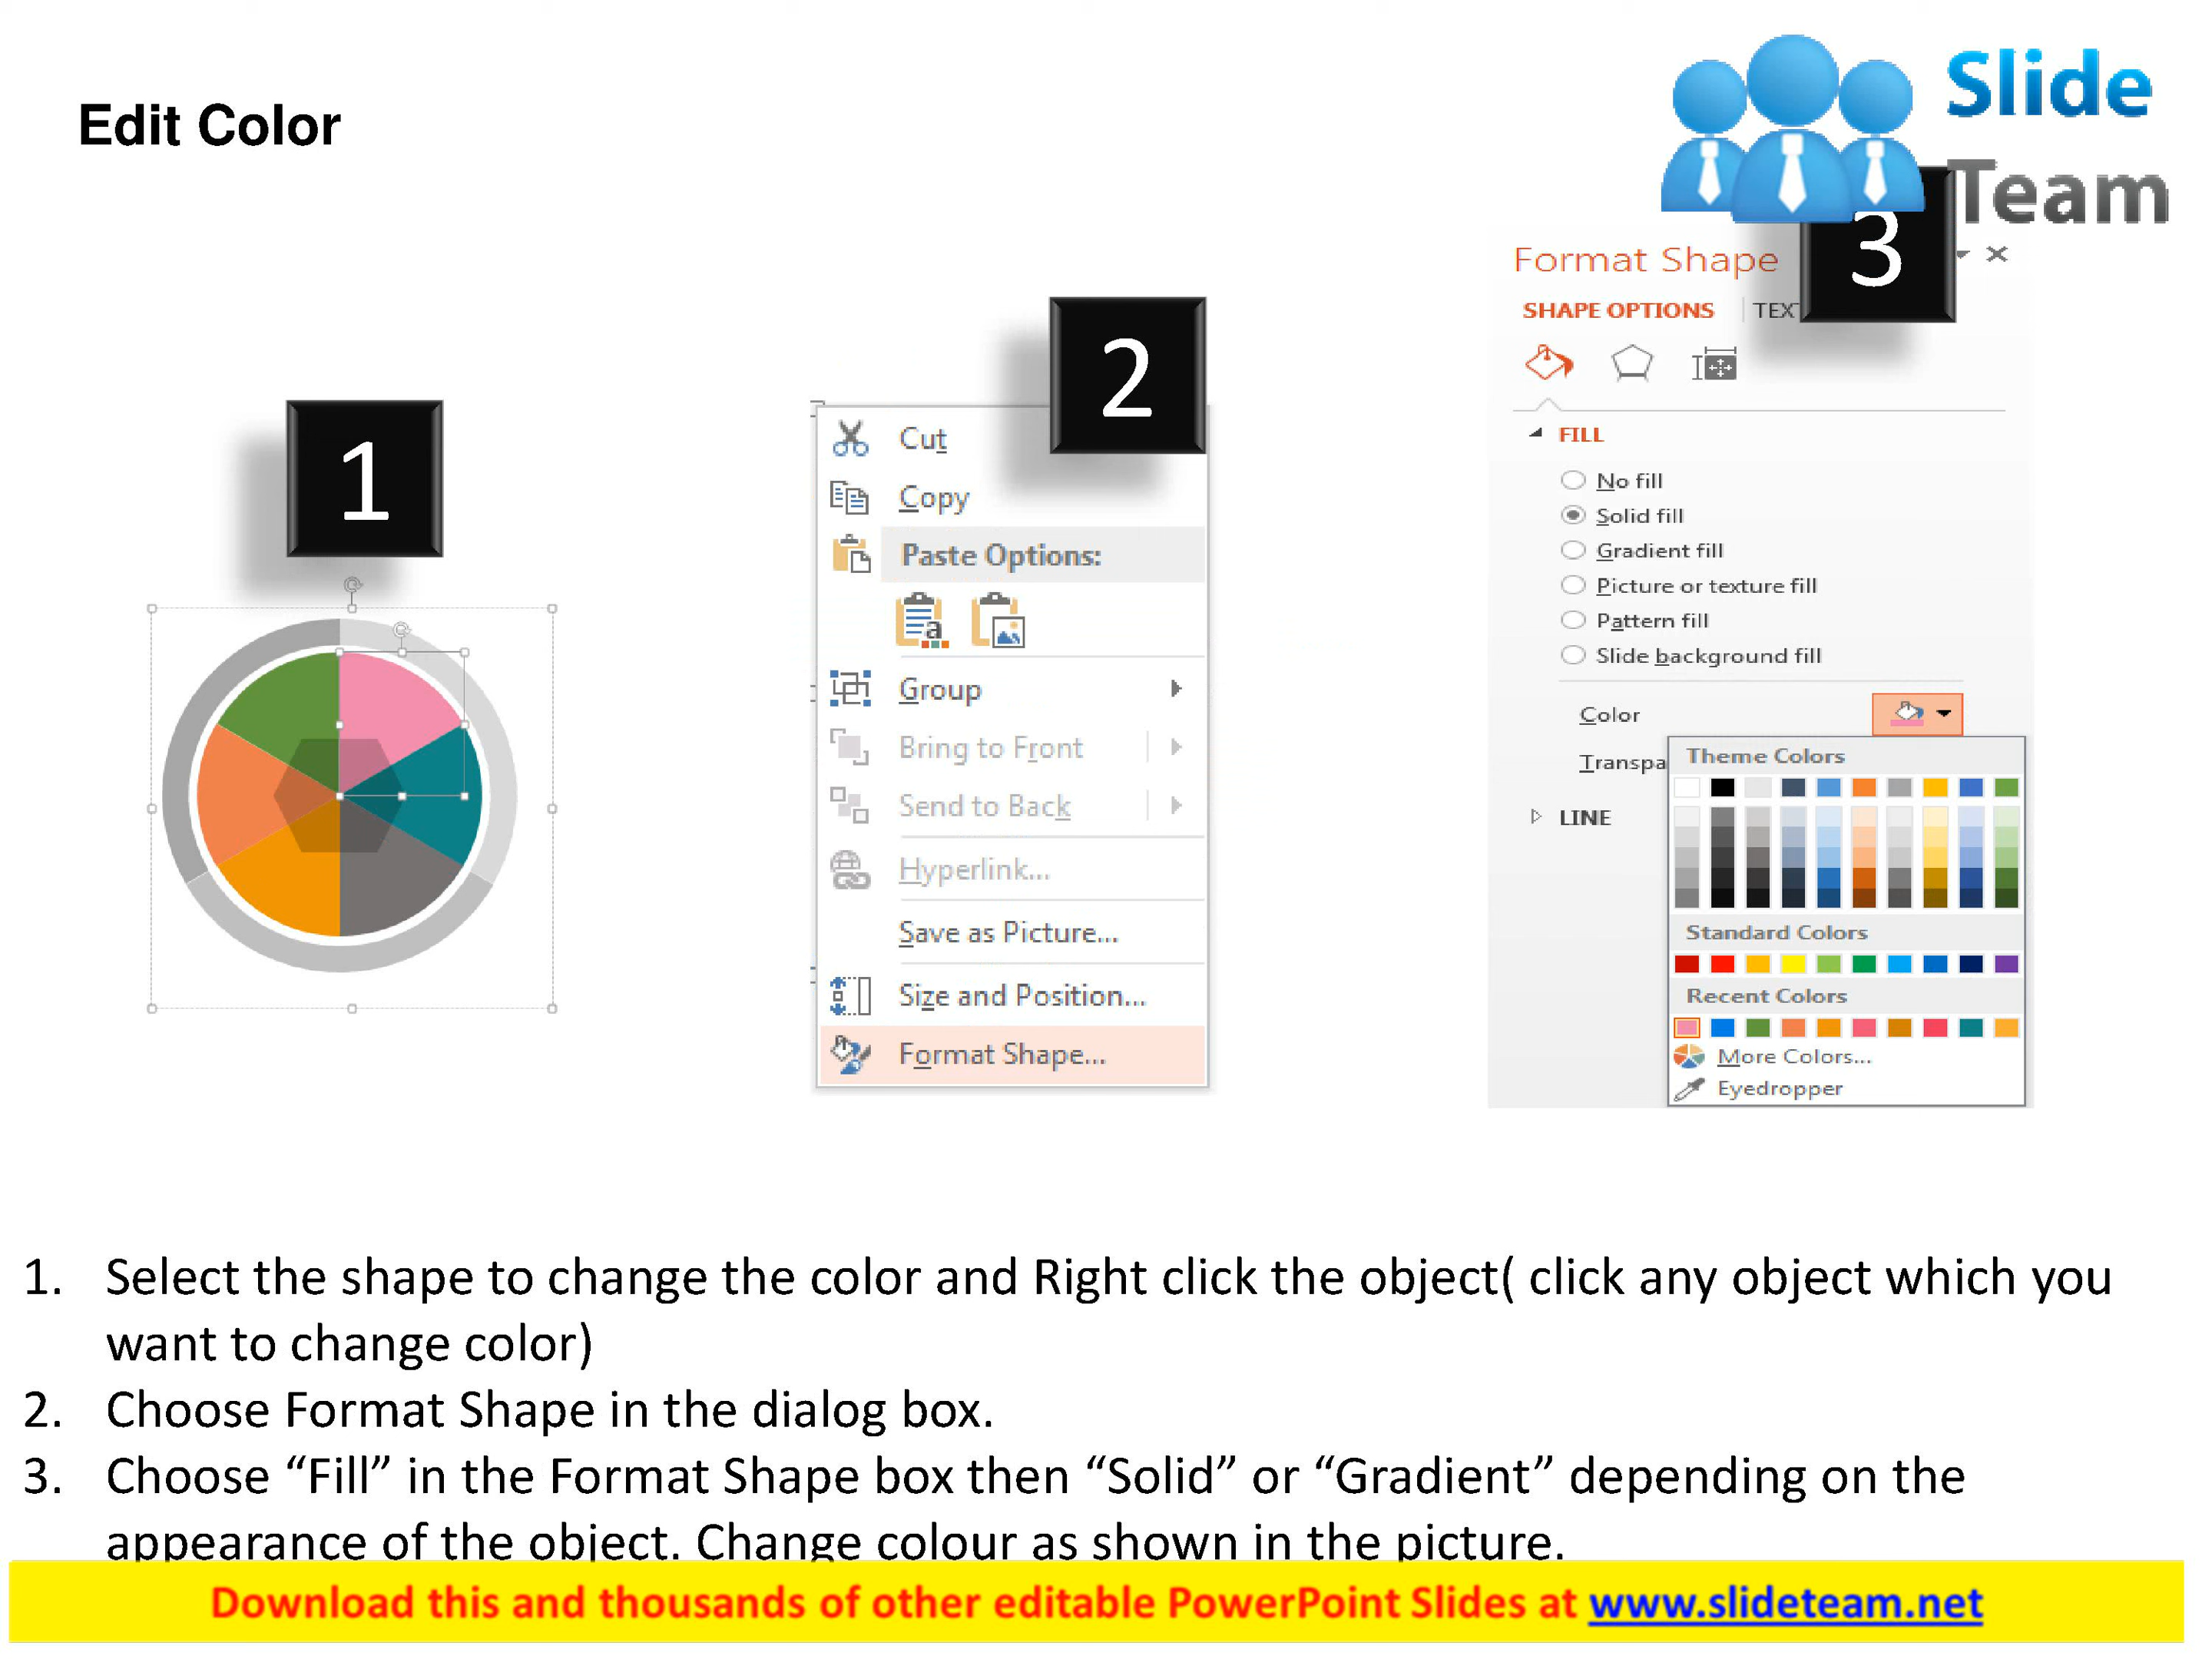 Edit Color
Slide
Team
1
2
3
Cut
Copy
Paste Options:
Group
Bring to Front
Send to Back
Hyperlink...
Save as Picture...
Size and Position...
Format Shape...
Format Shape
SHAPE OPTIONS
FILL
No fill
Solid fill
Gradient fill
Picture or texture fill
Pattern fill
Slide background fill
Color
Theme Colors
LINE
Standard Colors
Recent Colors
More Colors...
Eyedropper
1. Select the shape to change the color and Right click the object( click any object which you
want to change color)
2. Choose Format Shape in the dialog box.
3. Choose “Fill” in the Format Shape box then “Solid” or “Gradient” depending on the
appearance of the object. Change colour as shown in the picture.
Download this and thousands of other editable PowerPoint Slides at www.slideteam.net